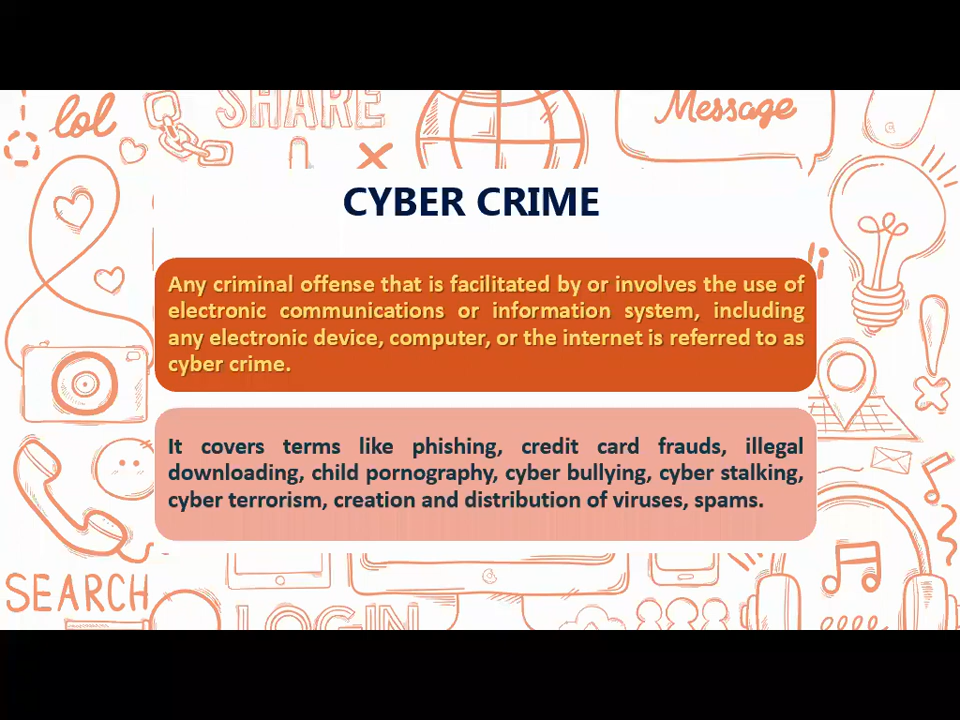 lol
SHARE
Message
CYBER CRIME
Any criminal offense that is facilitated by or involves the use of
electronic communications or information system, including
any electronic device, computer, or the internet is referred to as
cyber crime.
It covers terms like phishing, credit card frauds, illegal
downloading, child pornography, cyber bullying, cyber stalking,
cyber terrorism, creation and distribution of viruses, spams.
SEARCH
LOGIN